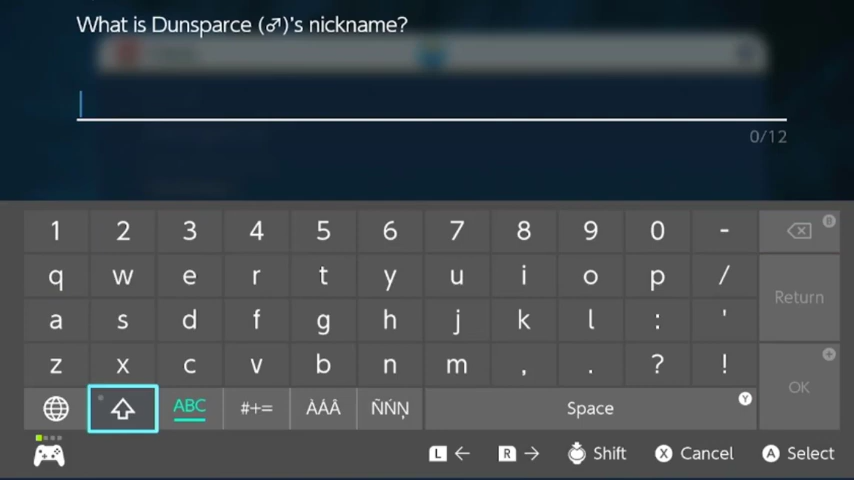 What is Dunsparce (♂)'s nickname?
0/12
1 2 3 4 5 6 7 8 9 0 -
q w e r t y u i o p /
Return
a s d f g h j k l : '
z x c v b n m , . ? !
OK
ABC #+= ÀÁÂ ÑŃŅ Space Y
L ← R → Shift X Cancel A Select